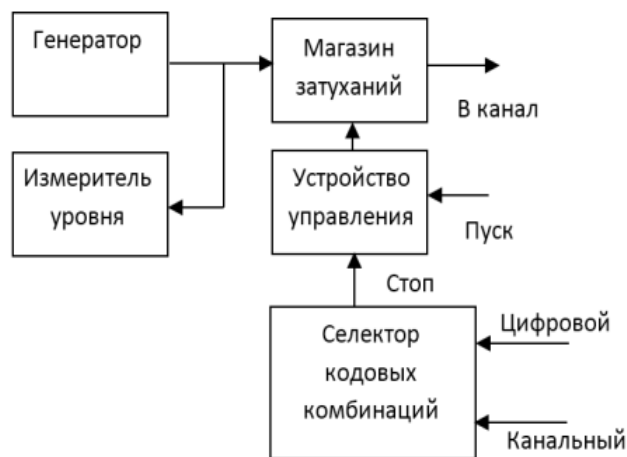 Генератор
Магазин
затуханий
В канал
Измеритель
уровня
Устройство
управления
Пуск
Стоп
Селектор
кодовых
комбинаций
Цифровой
Канальный